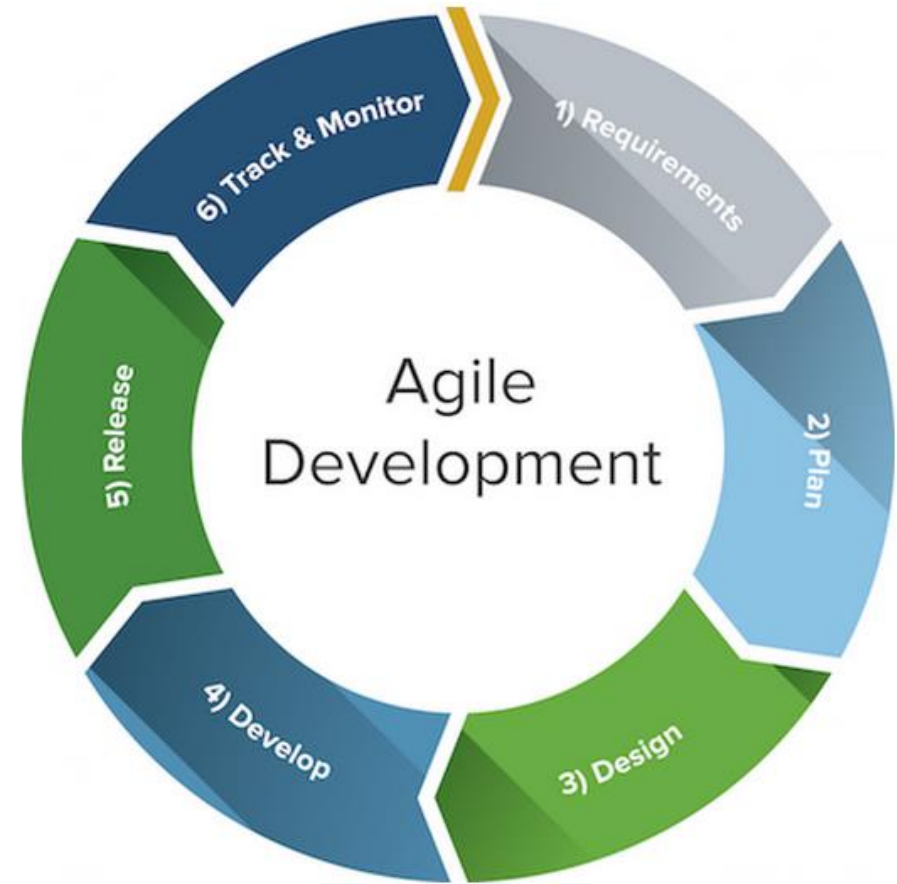 Agile
Development
1) Requirements
2) Plan
3) Design
4) Develop
5) Release
6) Track & Monitor